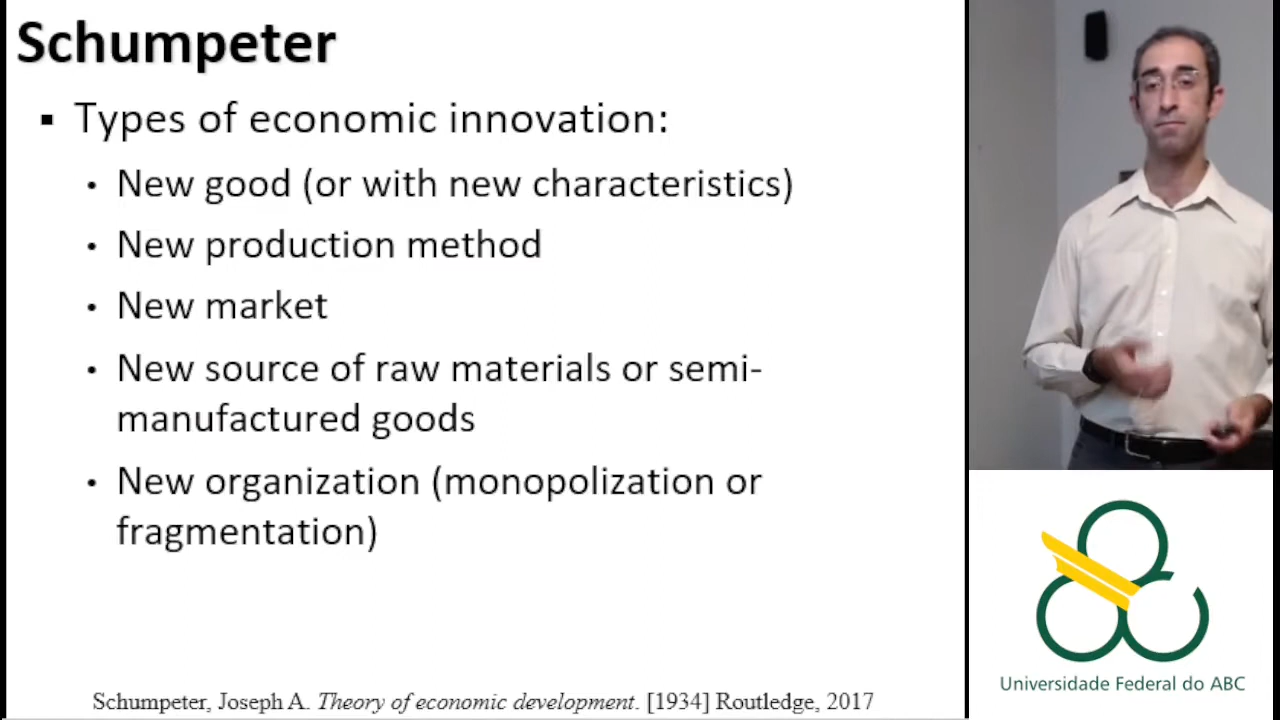 Schumpeter
▪ Types of economic innovation:
• New good (or with new characteristics)
• New production method
• New market
• New source of raw materials or semi-
manufactured goods
• New organization (monopolization or
fragmentation)
Schumpeter, Joseph A. Theory of economic development. [1934] Routledge, 2017
Universidade Federal do ABC